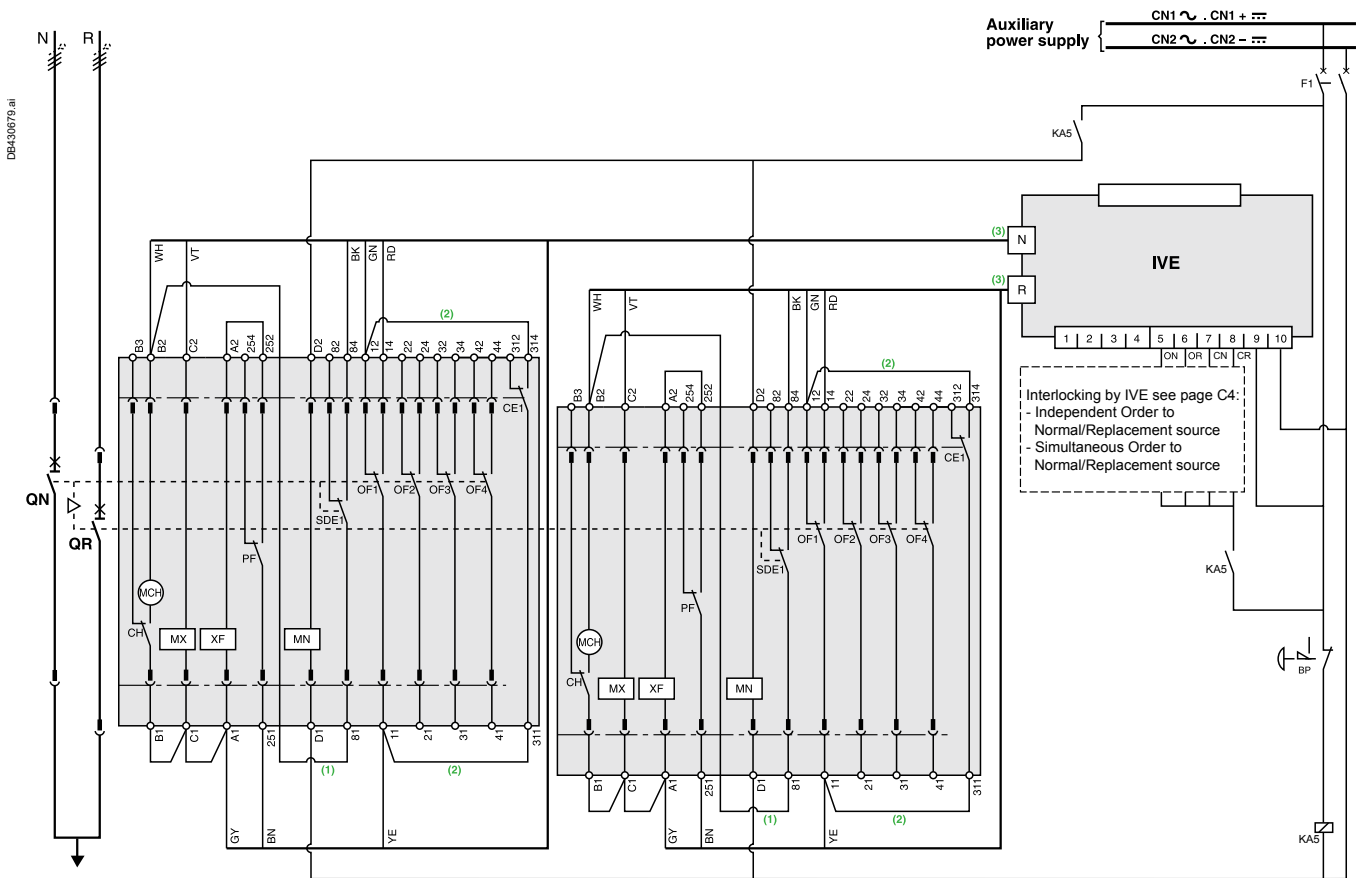 DB430679.ai
N
R
Auxiliary
power supply
CN1 ~ . CN1 + ⎓
CN2 ~ . CN2 – ⎓
F1
KA5
(3)
N
(3)
R
IVE
1 2 3 4 5 6 7 8 9 10
ON OR CN CR
Interlocking by IVE see page C4:
- Independent Order to
Normal/Replacement source
- Simultaneous Order to
Normal/Replacement source
KA5
BP
KA5
QN
QR
WH VT BK GN RD
(2)
B3 B2 C2 A2 254 252 D2 82 84 12 14 22 24 32 34 42 44 312 314
CE1
OF1 OF2 OF3 OF4
SDE1
PF
MCH
CH
MX XF MN
B1 C1 A1 251 D1 81 11 21 31 41 311
(1)
(2)
GY BN YE
WH VT BK GN RD
(2)
B3 B2 C2 A2 254 252 D2 82 84 12 14 22 24 32 34 42 44 312 314
CE1
OF1 OF2 OF3 OF4
SDE1
PF
MCH
CH
MX XF MN
B1 C1 A1 251 D1 81 11 21 31 41 311
(1)
(2)
GY BN YE